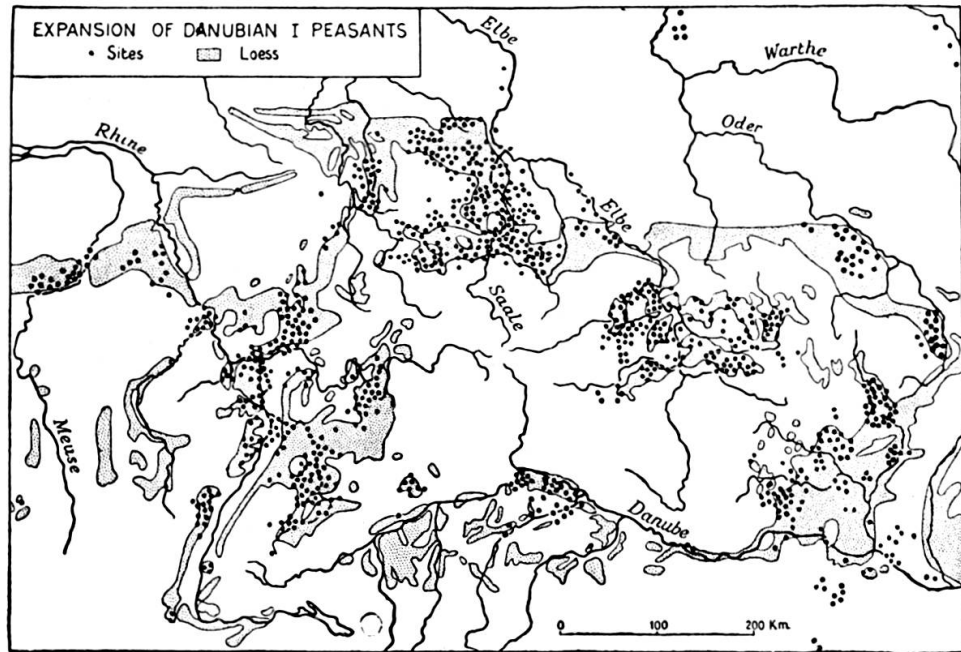 EXPANSION OF DANUBIAN I PEASANTS
• Sites Loess
Elbe
Warthe
Oder
Rhine
Elbe
Saale
Meuse
Danube
0 100 200 Km.